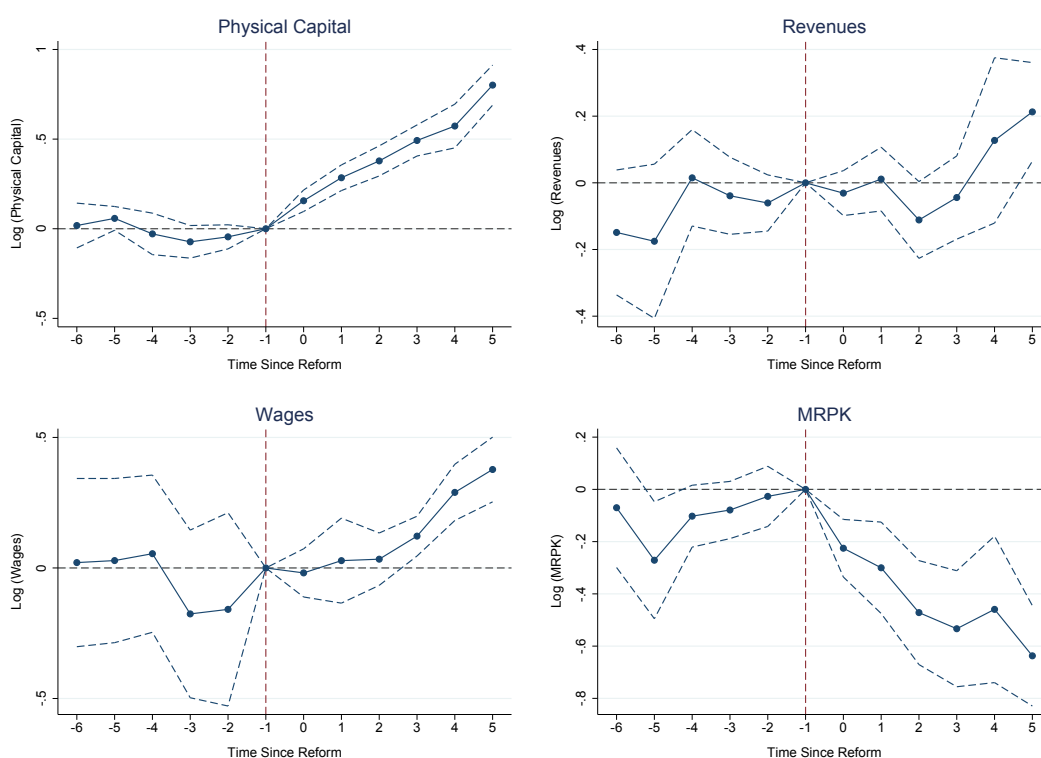 Physical Capital
Log (Physical Capital)
1
.5
0
-.5
-6 -5 -4 -3 -2 -1 0 1 2 3 4 5
Time Since Reform
Revenues
Log (Revenues)
.4
.2
0
-.2
-.4
-6 -5 -4 -3 -2 -1 0 1 2 3 4 5
Time Since Reform
Wages
Log (Wages)
.5
0
-.5
-6 -5 -4 -3 -2 -1 0 1 2 3 4 5
Time Since Reform
MRPK
Log (MRPK)
.2
0
-.2
-.4
-.6
-.8
-6 -5 -4 -3 -2 -1 0 1 2 3 4 5
Time Since Reform